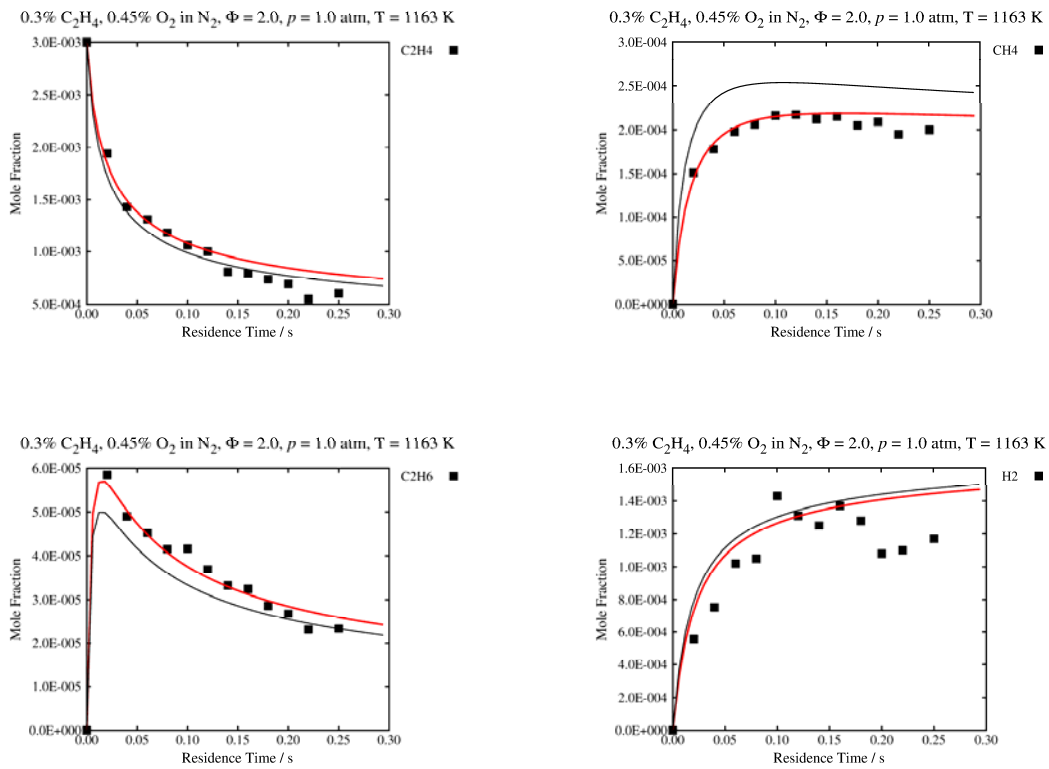 0.3% C2H4, 0.45% O2 in N2, Φ = 2.0, p = 1.0 atm, T = 1163 K
3.0E-003
2.5E-003
2.0E-003
1.5E-003
1.0E-003
5.0E-004
Mole Fraction
C2H4
0.00 0.05 0.10 0.15 0.20 0.25 0.30
Residence Time / s
0.3% C2H4, 0.45% O2 in N2, Φ = 2.0, p = 1.0 atm, T = 1163 K
3.0E-004
2.5E-004
2.0E-004
1.5E-004
1.0E-004
5.0E-005
0.0E+000
Mole Fraction
CH4
0.00 0.05 0.10 0.15 0.20 0.25 0.30
Residence Time / s
0.3% C2H4, 0.45% O2 in N2, Φ = 2.0, p = 1.0 atm, T = 1163 K
6.0E-005
5.0E-005
4.0E-005
3.0E-005
2.0E-005
1.0E-005
0.0E+000
Mole Fraction
C2H6
0.00 0.05 0.10 0.15 0.20 0.25 0.30
Residence Time / s
0.3% C2H4, 0.45% O2 in N2, Φ = 2.0, p = 1.0 atm, T = 1163 K
1.6E-003
1.4E-003
1.2E-003
1.0E-003
8.0E-004
6.0E-004
4.0E-004
2.0E-004
0.0E+000
Mole Fraction
H2
0.00 0.05 0.10 0.15 0.20 0.25 0.30
Residence Time / s